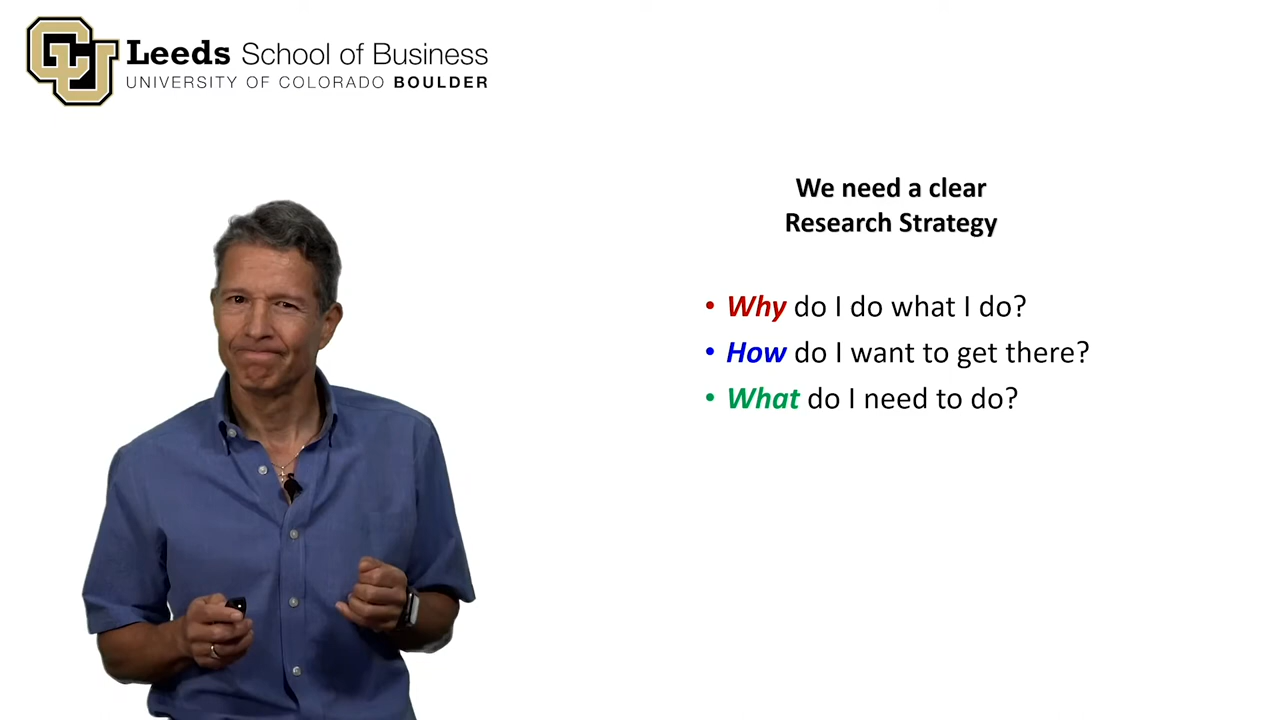 Leeds School of Business
UNIVERSITY OF COLORADO BOULDER
We need a clear
Research Strategy
• Why do I do what I do?
• How do I want to get there?
• What do I need to do?